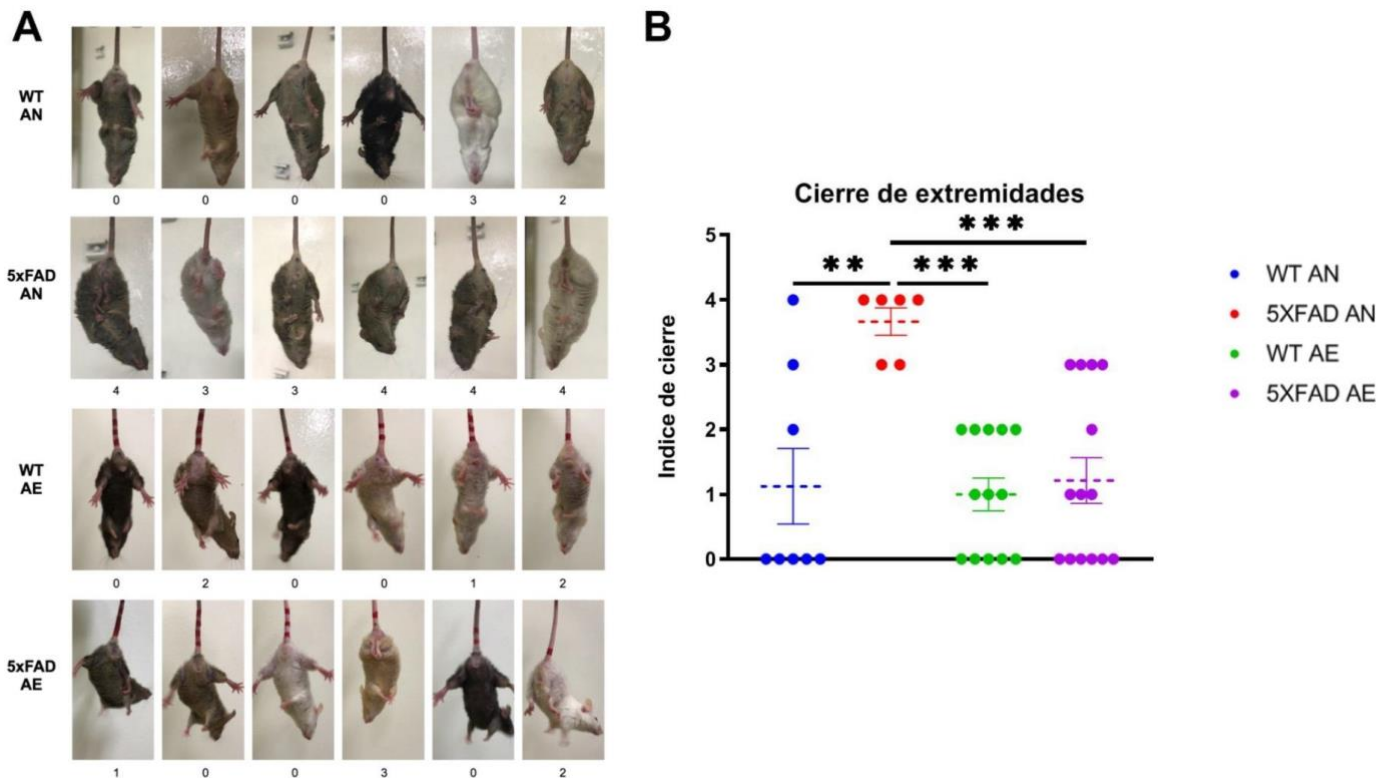 A
WT
AN
0 0 0 0 3 2
5xFAD
AN
4 3 3 4 4 4
WT
AE
0 2 0 0 1 2
5xFAD
AE
1 0 0 3 0 2
B
Cierre de extremidades
***
** ***
Indice de cierre
5
4
3
2
1
0
WT AN
5XFAD AN
WT AE
5XFAD AE